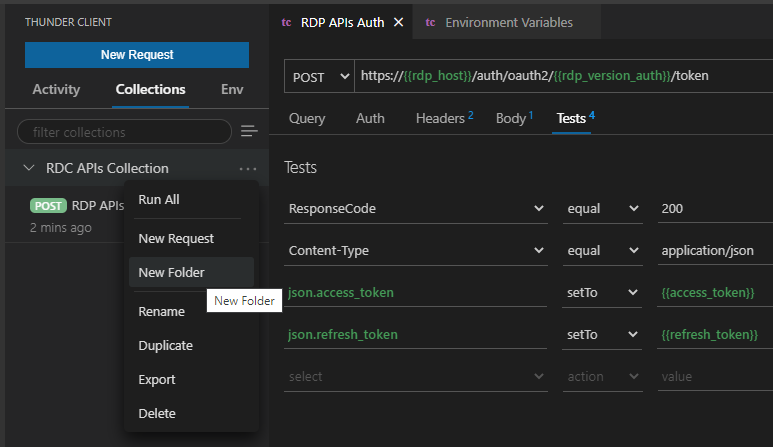 THUNDER CLIENT
New Request
Activity Collections Env
filter collections
RDC APIs Collection ...
POST RDP APIs
2 mins ago
Run All
New Request
New Folder
New Folder
Rename
Duplicate
Export
Delete
tc RDP APIs Auth × tc Environment Variables
POST https://{{rdp_host}}/auth/oauth2/{{rdp_version_auth}}/token
Query Auth Headers 2 Body 1 Tests 4
Tests
ResponseCode equal 200
Content-Type equal application/json
json.access_token setTo {{access_token}}
json.refresh_token setTo {{refresh_token}}
select action value